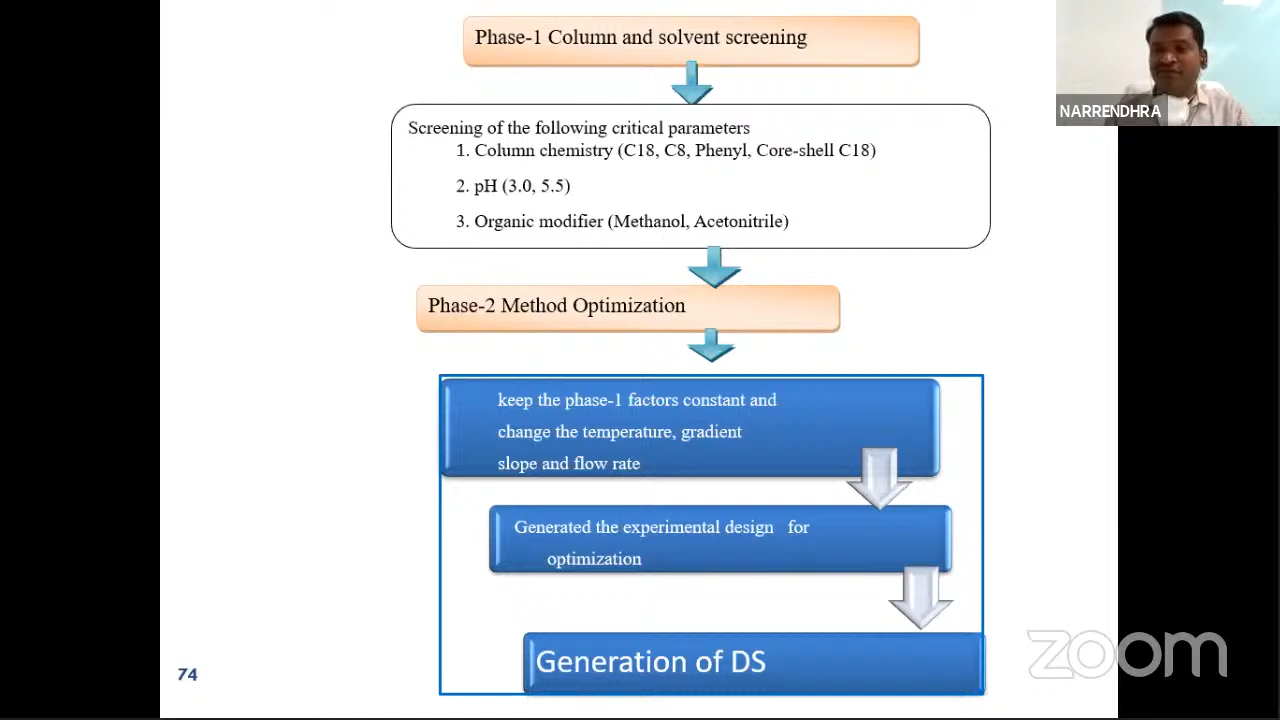 Phase-1 Column and solvent screening
NARRENDHRA
Screening of the following critical parameters
1. Column chemistry (C18, C8, Phenyl, Core-shell C18)
2. pH (3.0, 5.5)
3. Organic modifier (Methanol, Acetonitrile)
Phase-2 Method Optimization
keep the phase-1 factors constant and
change the temperature, gradient
slope and flow rate
Generated the experimental design for
optimization
Generation of DS
74
zoom